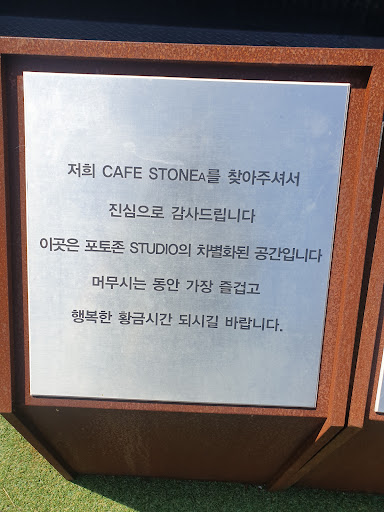 저희 CAFE STONEA를 찾아주셔서
진심으로 감사드립니다
이곳은 포토존 STUDIO의 차별화된 공간입니다
머무시는 동안 가장 즐겁고
행복한 황금시간 되시길 바랍니다.